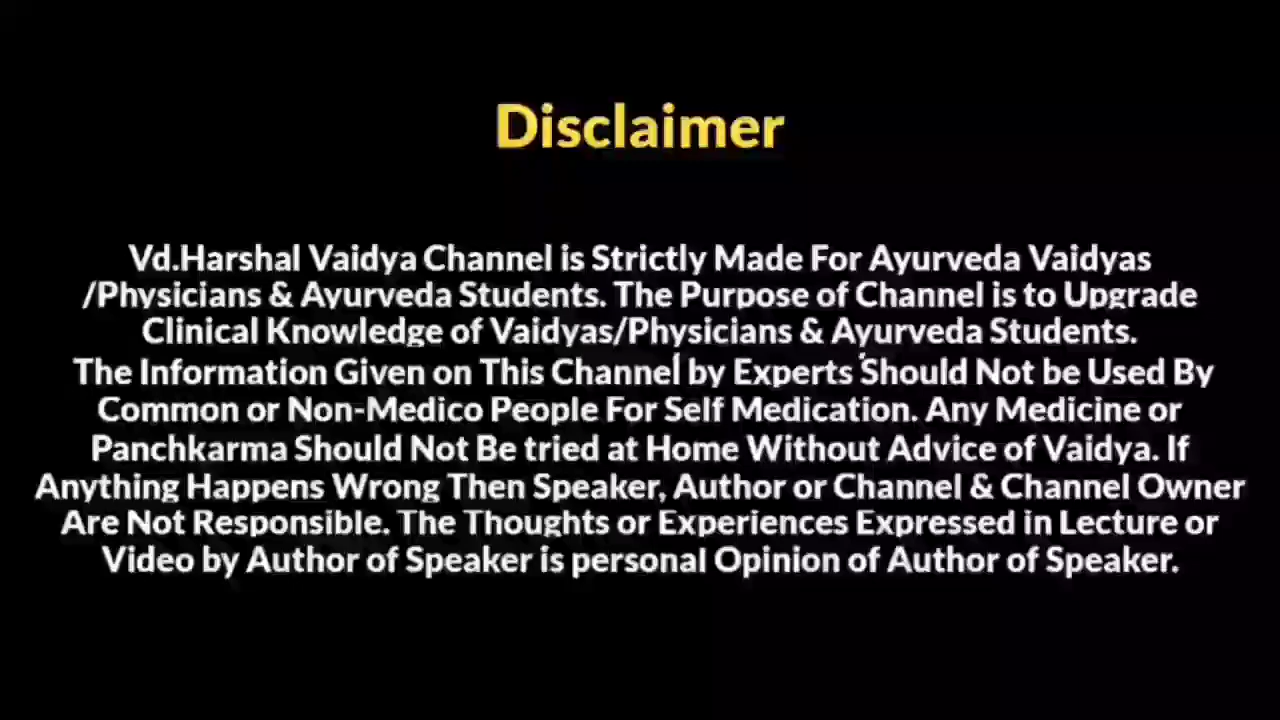 Disclaimer
Vd.Harshal Vaidya Channel is Strictly Made For Ayurveda Vaidyas
/Physicians & Ayurveda Students. The Purpose of Channel is to Upgrade
Clinical Knowledge of Vaidyas/Physicians & Ayurveda Students.
The Information Given on This Channel by Experts Should Not be Used By
Common or Non-Medico People For Self Medication. Any Medicine or
Panchkarma Should Not Be tried at Home Without Advice of Vaidya. If
Anything Happens Wrong Then Speaker, Author or Channel & Channel Owner
Are Not Responsible. The Thoughts or Experiences Expressed in Lecture or
Video by Author of Speaker is personal Opinion of Author of Speaker.